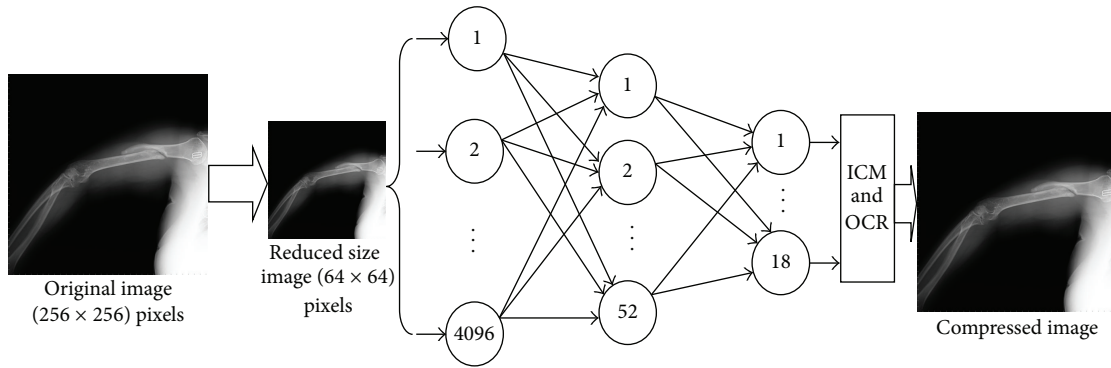 Original image
(256 × 256) pixels
Reduced size
image (64 × 64)
pixels
1
2
⋮
4096
1
2
⋮
52
1
⋮
18
ICM
and
OCR
Compressed image